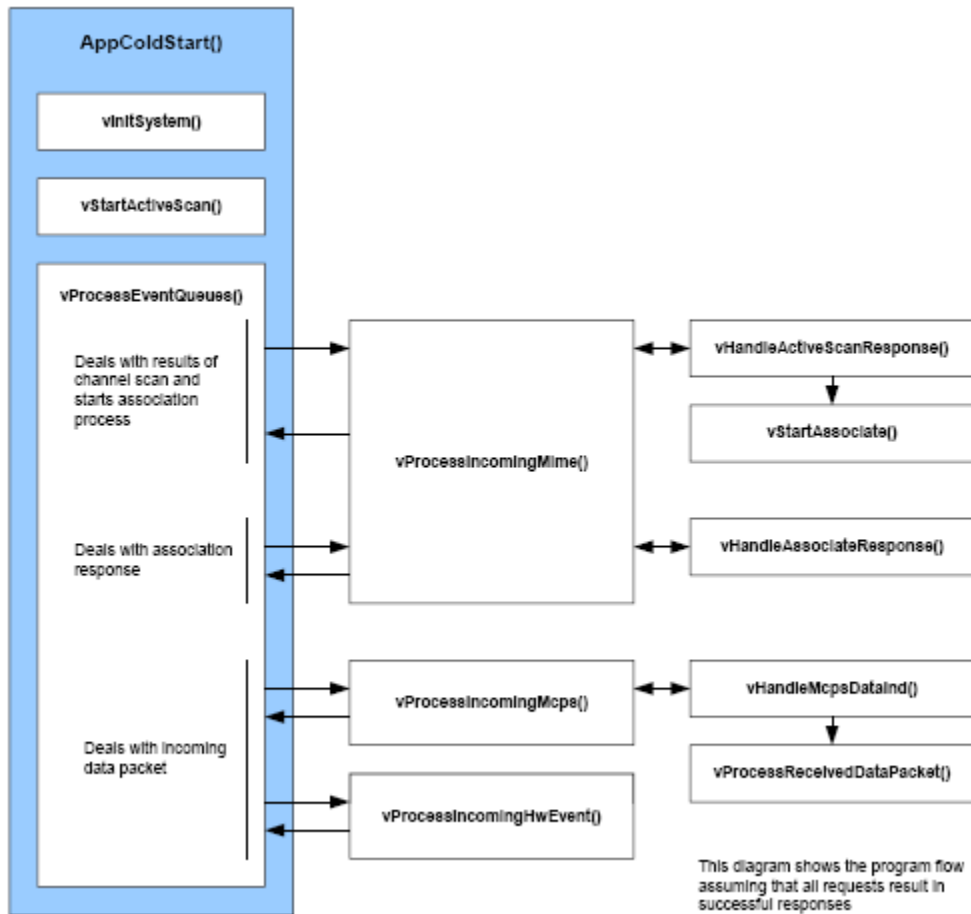 AppColdStart()
vInitSystem()
vStartActiveScan()
vProcessEventQueues()
Deals with results of
channel scan and
starts association
process
Deals with association
response
Deals with incoming
data packet
vProcessIncomingMlme()
vProcessIncomingMcps()
vProcessIncomingHwEvent()
vHandleActiveScanResponse()
vStartAssociate()
vHandleAssociateResponse()
vHandleMcpsDataInd()
vProcessReceivedDataPacket()
This diagram shows the program flow
assuming that all requests result in
successful responses